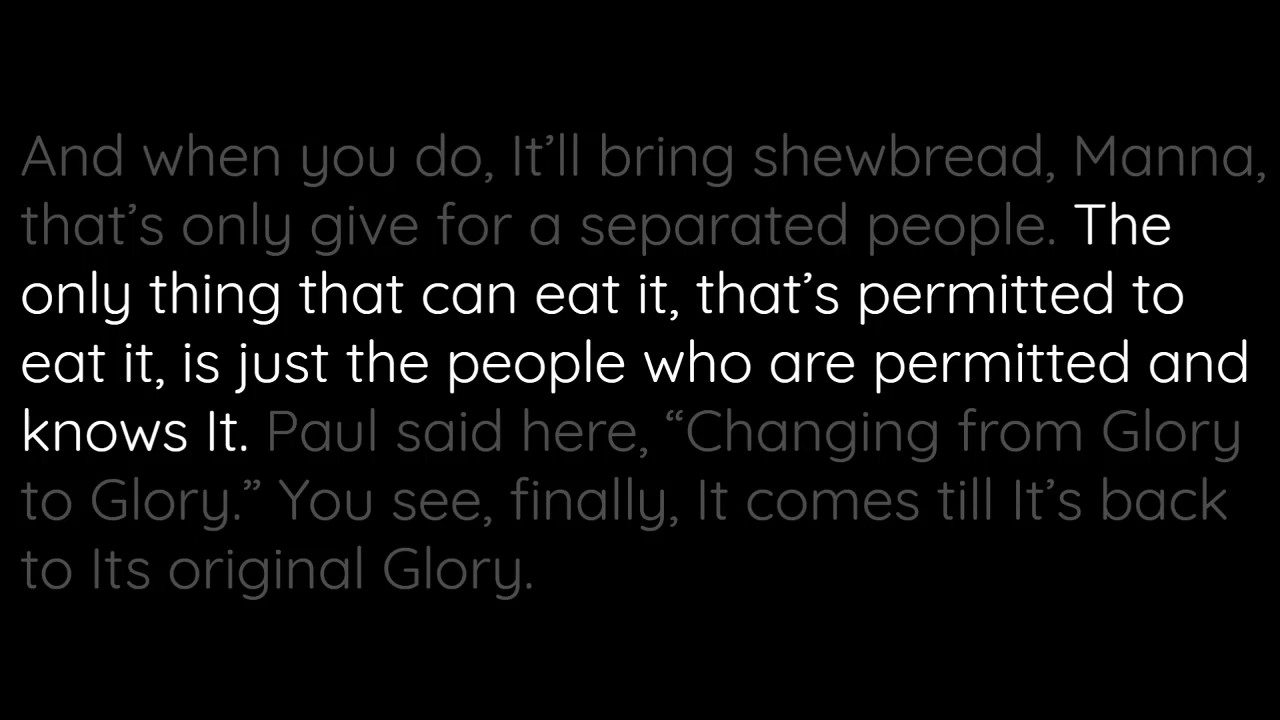 And when you do, It’ll bring shewbread, Manna,
that’s only give for a separated people. The
only thing that can eat it, that’s permitted to
eat it, is just the people who are permitted and
knows It. Paul said here, “Changing from Glory
to Glory.” You see, finally, It comes till It’s back
to Its original Glory.